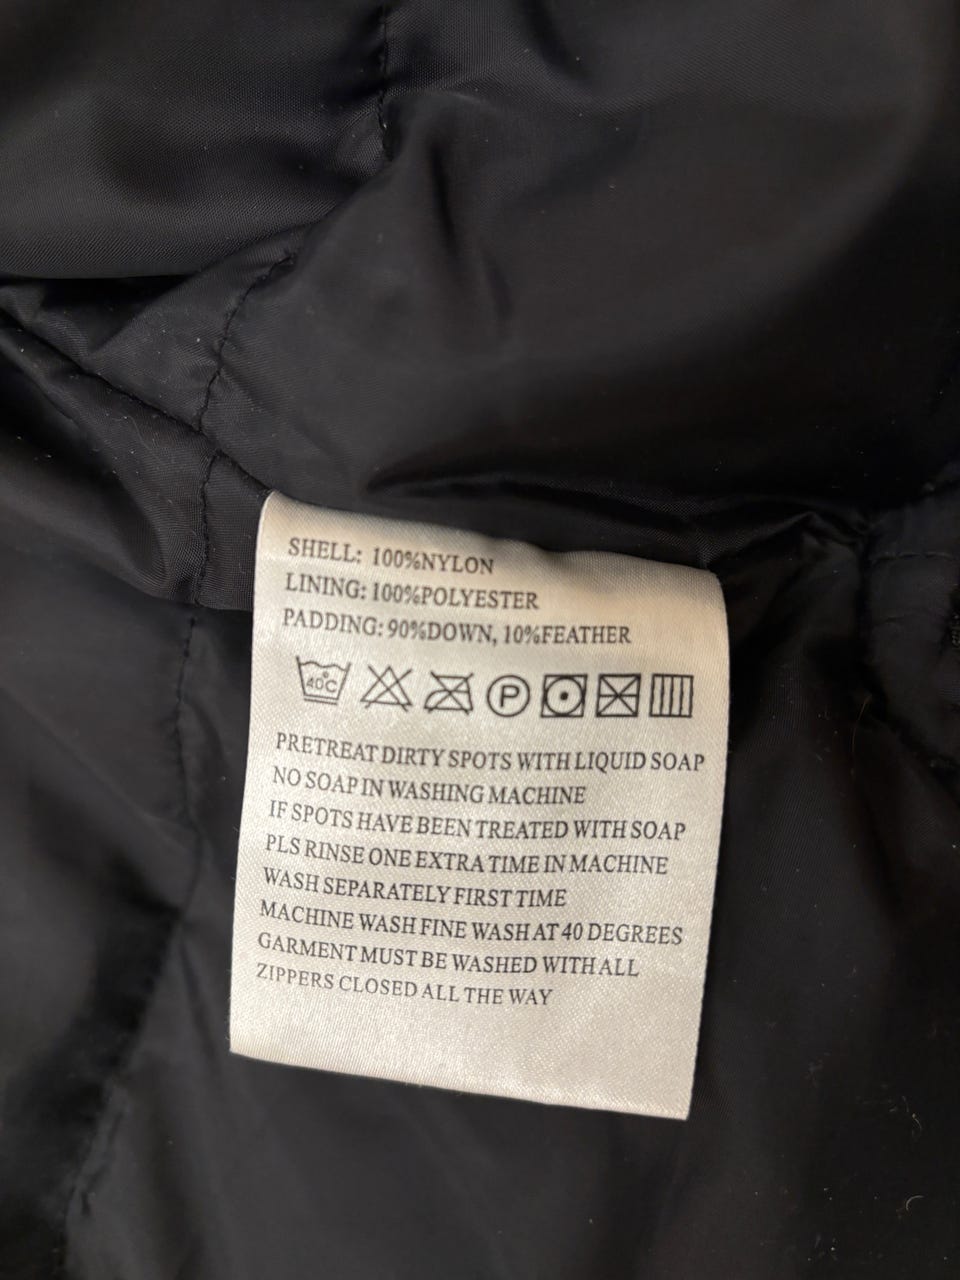 SHELL: 100%NYLON
LINING: 100%POLYESTER
PADDING: 90%DOWN, 10%FEATHER
40°C P
PRETREAT DIRTY SPOTS WITH LIQUID SOAP
NO SOAP IN WASHING MACHINE
IF SPOTS HAVE BEEN TREATED WITH SOAP
PLS RINSE ONE EXTRA TIME IN MACHINE
WASH SEPARATELY FIRST TIME
MACHINE WASH FINE WASH AT 40 DEGREES
GARMENT MUST BE WASHED WITH ALL
ZIPPERS CLOSED ALL THE WAY